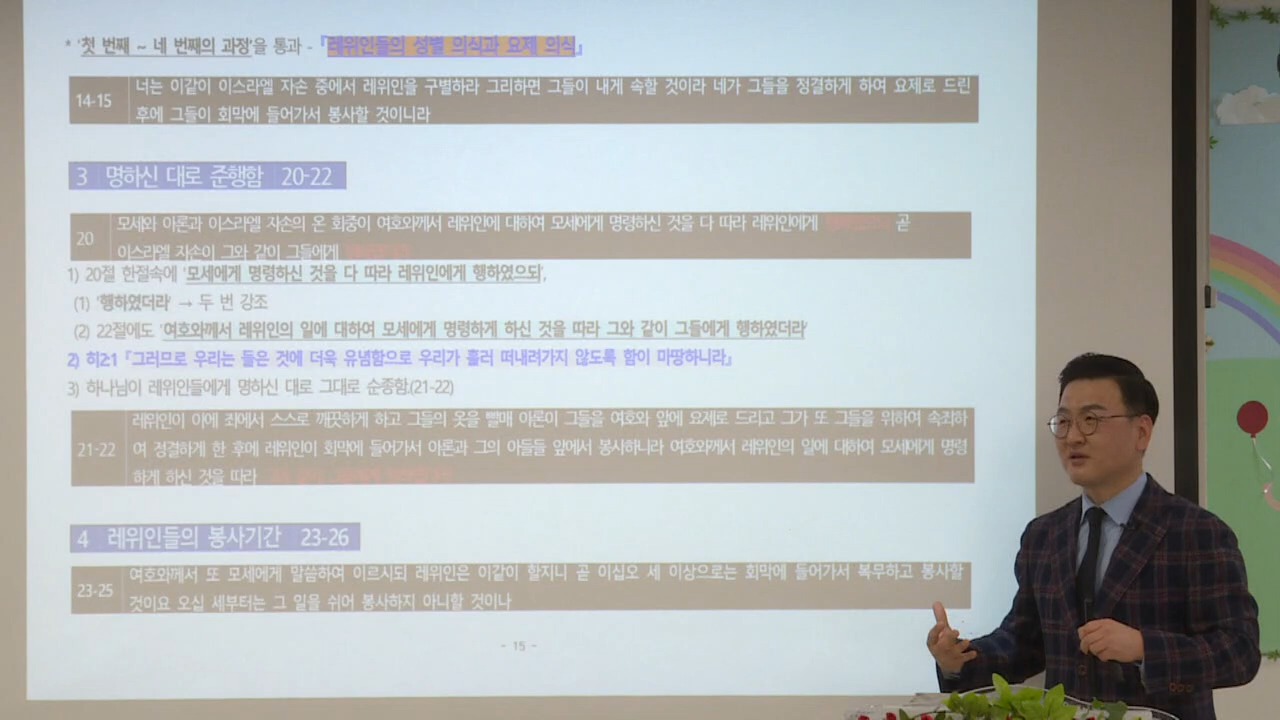 * '첫 번째 ~ 네 번째의 과정'을 통과 - 『레위인들의 성별 의식과 요제 의식』
14-15 너는 이같이 이스라엘 자손 중에서 레위인을 구별하라 그리하면 그들이 내게 속할 것이라 네가 그들을 정결하게 하여 요제로 드린
후에 그들이 회막에 들어가서 봉사할 것이니라
3 명하신 대로 준행함 20-22
20 모세와 아론과 이스라엘 자손의 온 회중이 여호와께서 레위인에 대하여 모세에게 명령하신 것을 다 따라 레위인에게 곧
이스라엘 자손이 그와 같이 그들에게
1) 20절 한절속에 '모세에게 명령하신 것을 다 따라 레위인에게 행하였으되',
(1) '행하였더라' → 두 번 강조
(2) 22절에도 '여호와께서 레위인의 일에 대하여 모세에게 명령하게 하신 것을 따라 그와 같이 그들에게 행하였더라'
2) 히2:1 『그러므로 우리는 들은 것에 더욱 유념함으로 우리가 흘러 떠내려가지 않도록 함이 마땅하니라』
3) 하나님이 레위인들에게 명하신 대로 그대로 순종함.(21-22)
21-22 레위인이 이에 죄에서 스스로 깨끗하게 하고 그들의 옷을 빨매 아론이 그들을 여호와 앞에 요제로 드리고 그가 또 그들을 위하여 속죄하
여 정결하게 한 후에 레위인이 회막에 들어가서 아론과 그의 아들들 앞에서 봉사하니라 여호와께서 레위인의 일에 대하여 모세에게 명령
하게 하신 것을 따라
4 레위인들의 봉사기간 23-26
23-25 여호와께서 또 모세에게 말씀하여 이르시되 레위인은 이같이 할지니 곧 이십오 세 이상으로는 회막에 들어가서 복무하고 봉사할
것이요 오십 세부터는 그 일을 쉬어 봉사하지 아니할 것이나
- 15 -